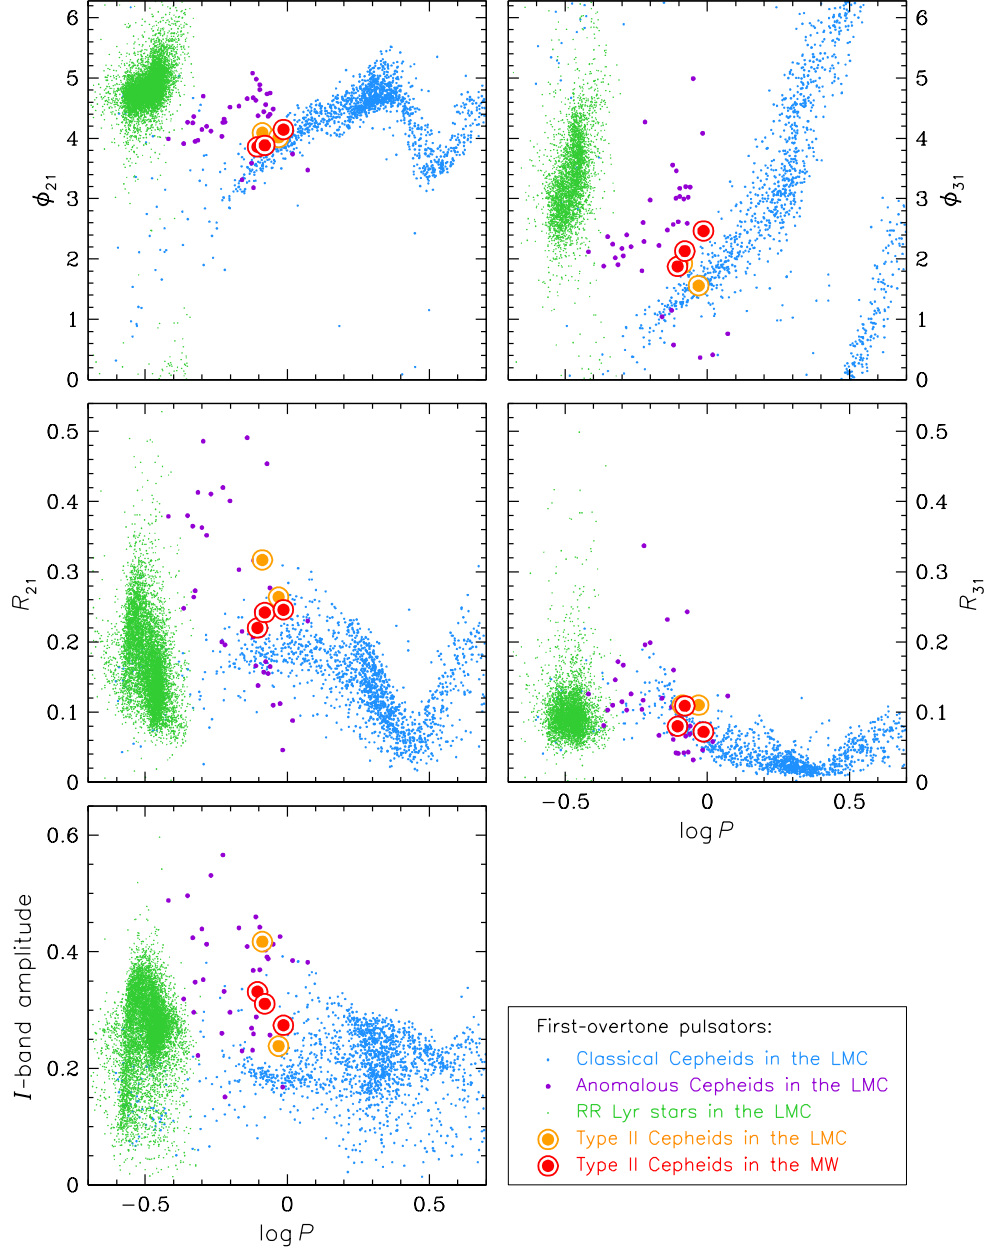 6
5
4
3
2
1
0
ϕ21
6
5
4
3
2
1
0
ϕ31
0.5
0.4
0.3
0.2
0.1
0
R21
0.5
0.4
0.3
0.2
0.1
0
R31
−0.5 0 0.5
log P
0.6
0.4
0.2
0
I−band amplitude
−0.5 0 0.5
log P
First−overtone pulsators:
Classical Cepheids in the LMC
Anomalous Cepheids in the LMC
RR Lyr stars in the LMC
Type II Cepheids in the LMC
Type II Cepheids in the MW